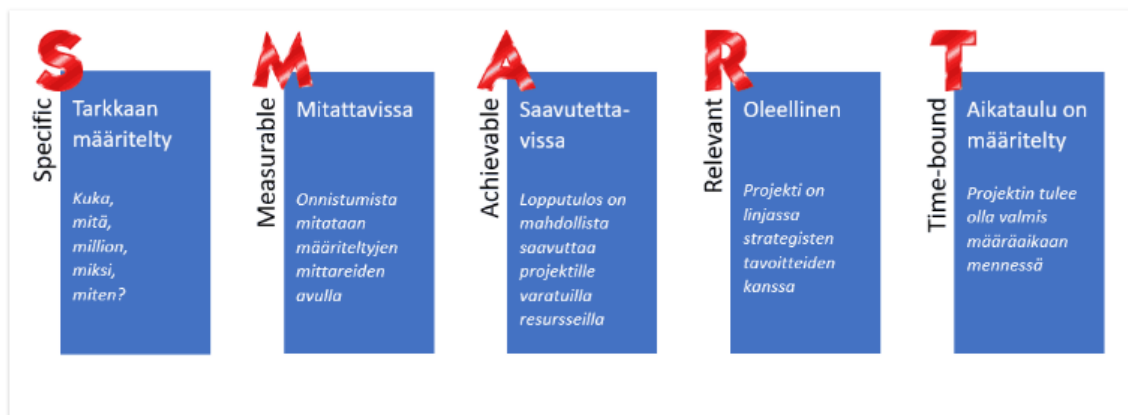 S
Specific
Tarkkaan
määritelty
Kuka,
mitä,
million,
miksi,
miten?
M
Measurable
Mitattavissa
Onnistumista
mitataan
määriteltyjen
mittareiden
avulla
A
Achievable
Saavutetta-
vissa
Lopputulos on
mahdollista
saavuttaa
projektille
varatuilla
resursseilla
R
Relevant
Oleellinen
Projekti on
linjassa
strategisten
tavoitteiden
kanssa
T
Time-bound
Aikataulu on
määritelty
Projektin tulee
olla valmis
määräaikaan
mennessä